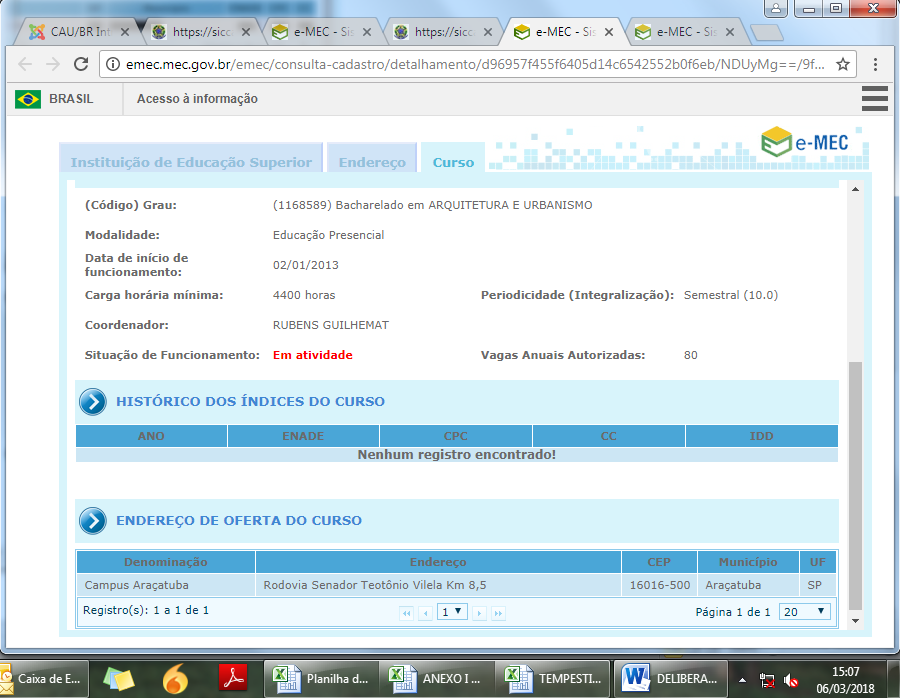 CAU/BR Int
https://sicc
e-MEC - Sis
https://sicc
e-MEC - Sis
e-MEC - Sis
emec.mec.gov.br/emec/consulta-cadastro/detalhamento/d96957f455f6405d14c6542552b0f6eb/NDUyMg==/9f...
BRASIL Acesso à informação
e-MEC
Instituição de Educação Superior Endereço Curso
(Código) Grau: (1168589) Bacharelado em ARQUITETURA E URBANISMO
Modalidade: Educação Presencial
Data de início de
funcionamento: 02/01/2013
Carga horária mínima: 4400 horas Periodicidade (Integralização): Semestral (10.0)
Coordenador: RUBENS GUILHEMAT
Situação de Funcionamento: Em atividade Vagas Anuais Autorizadas: 80
HISTÓRICO DOS ÍNDICES DO CURSO
ANO ENADE CPC CC IDD
Nenhum registro encontrado!
ENDEREÇO DE OFERTA DO CURSO
Denominação Endereço CEP Município UF
Campus Araçatuba Rodovia Senador Teotônio Vilela Km 8,5 16016-500 Araçatuba SP
Registro(s): 1 a 1 de 1 1 Página 1 de 1 20
Caixa de E... Planilha d... ANEXO I ... TEMPESTI... DELIBERA... 15:07
06/03/2018